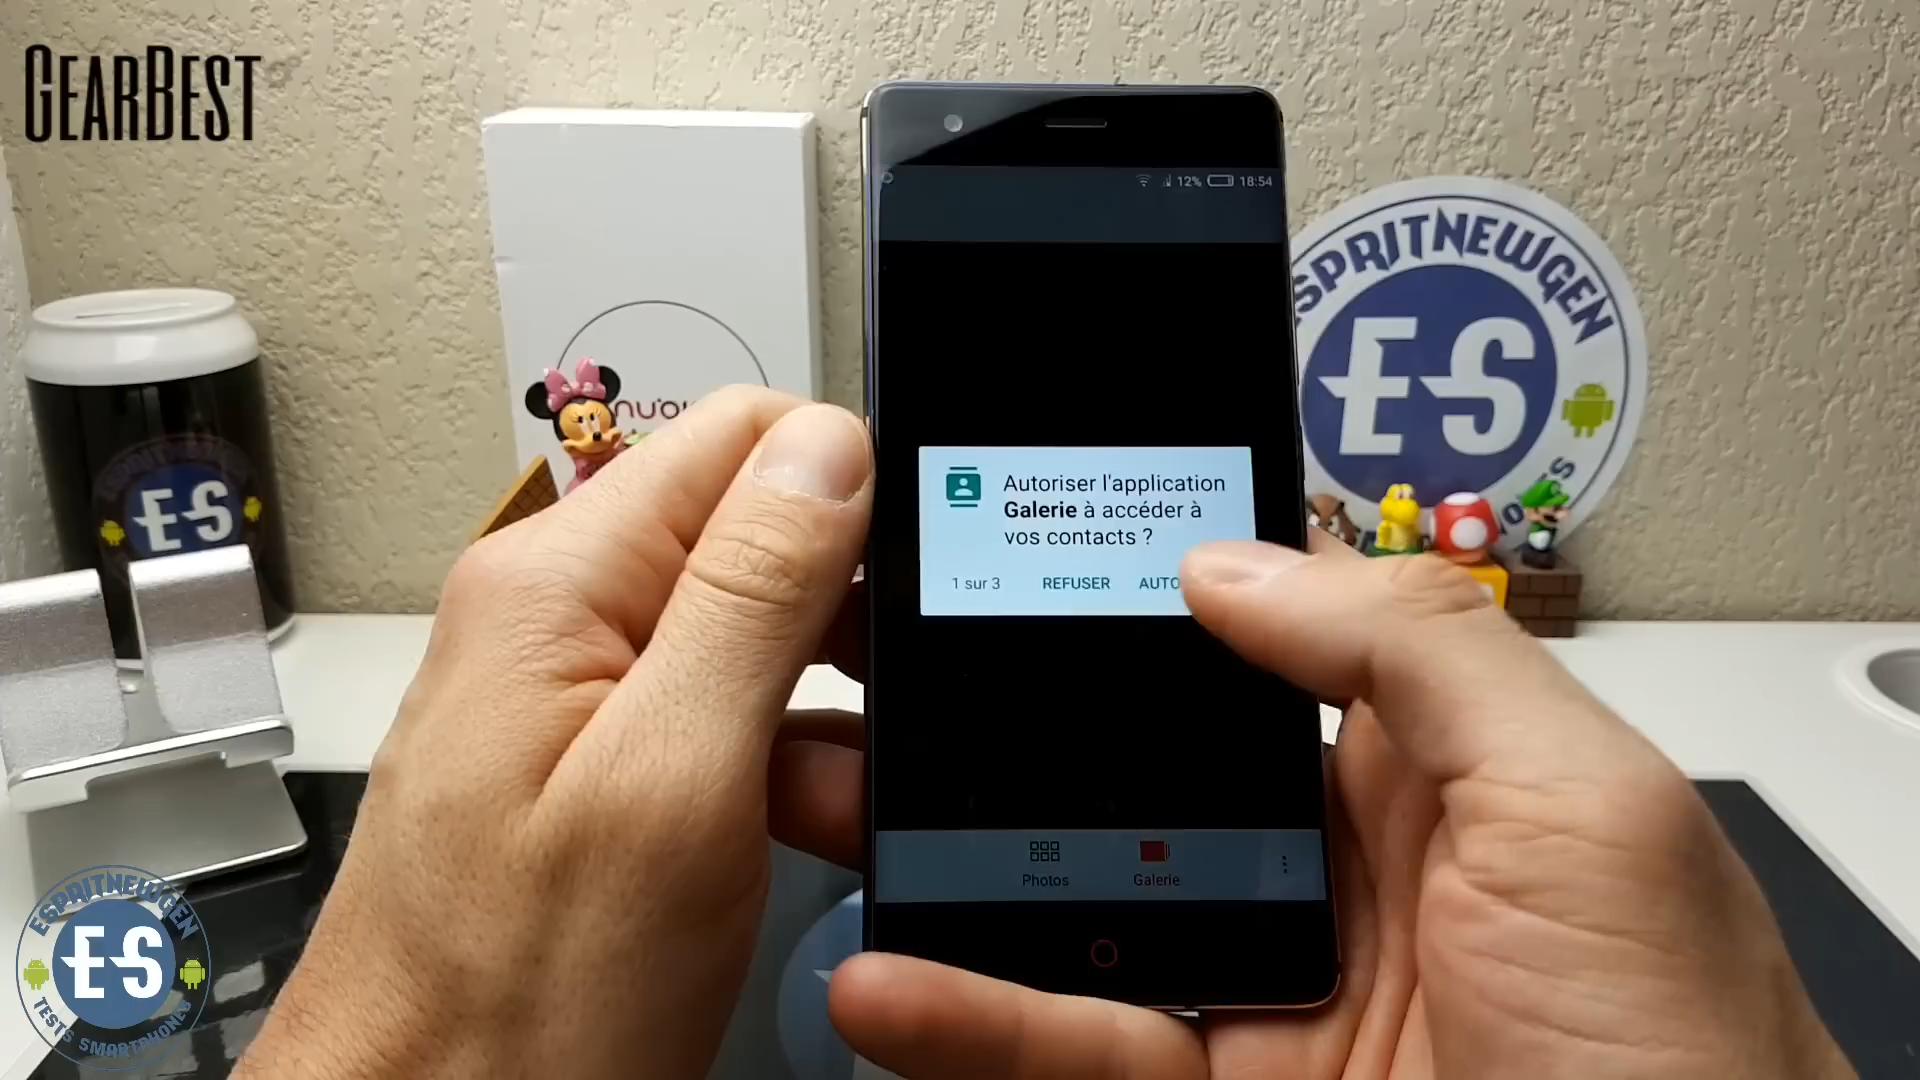 GEARBEST
12% 18:54
ESPRITNEWGEN
ES
Autoriser l'application
Galerie à accéder à
vos contacts ?
1 sur 3 REFUSER AUTO
Photos Galerie
ES
ESPRITNEWGEN
ES
TESTS SMARTPHONES